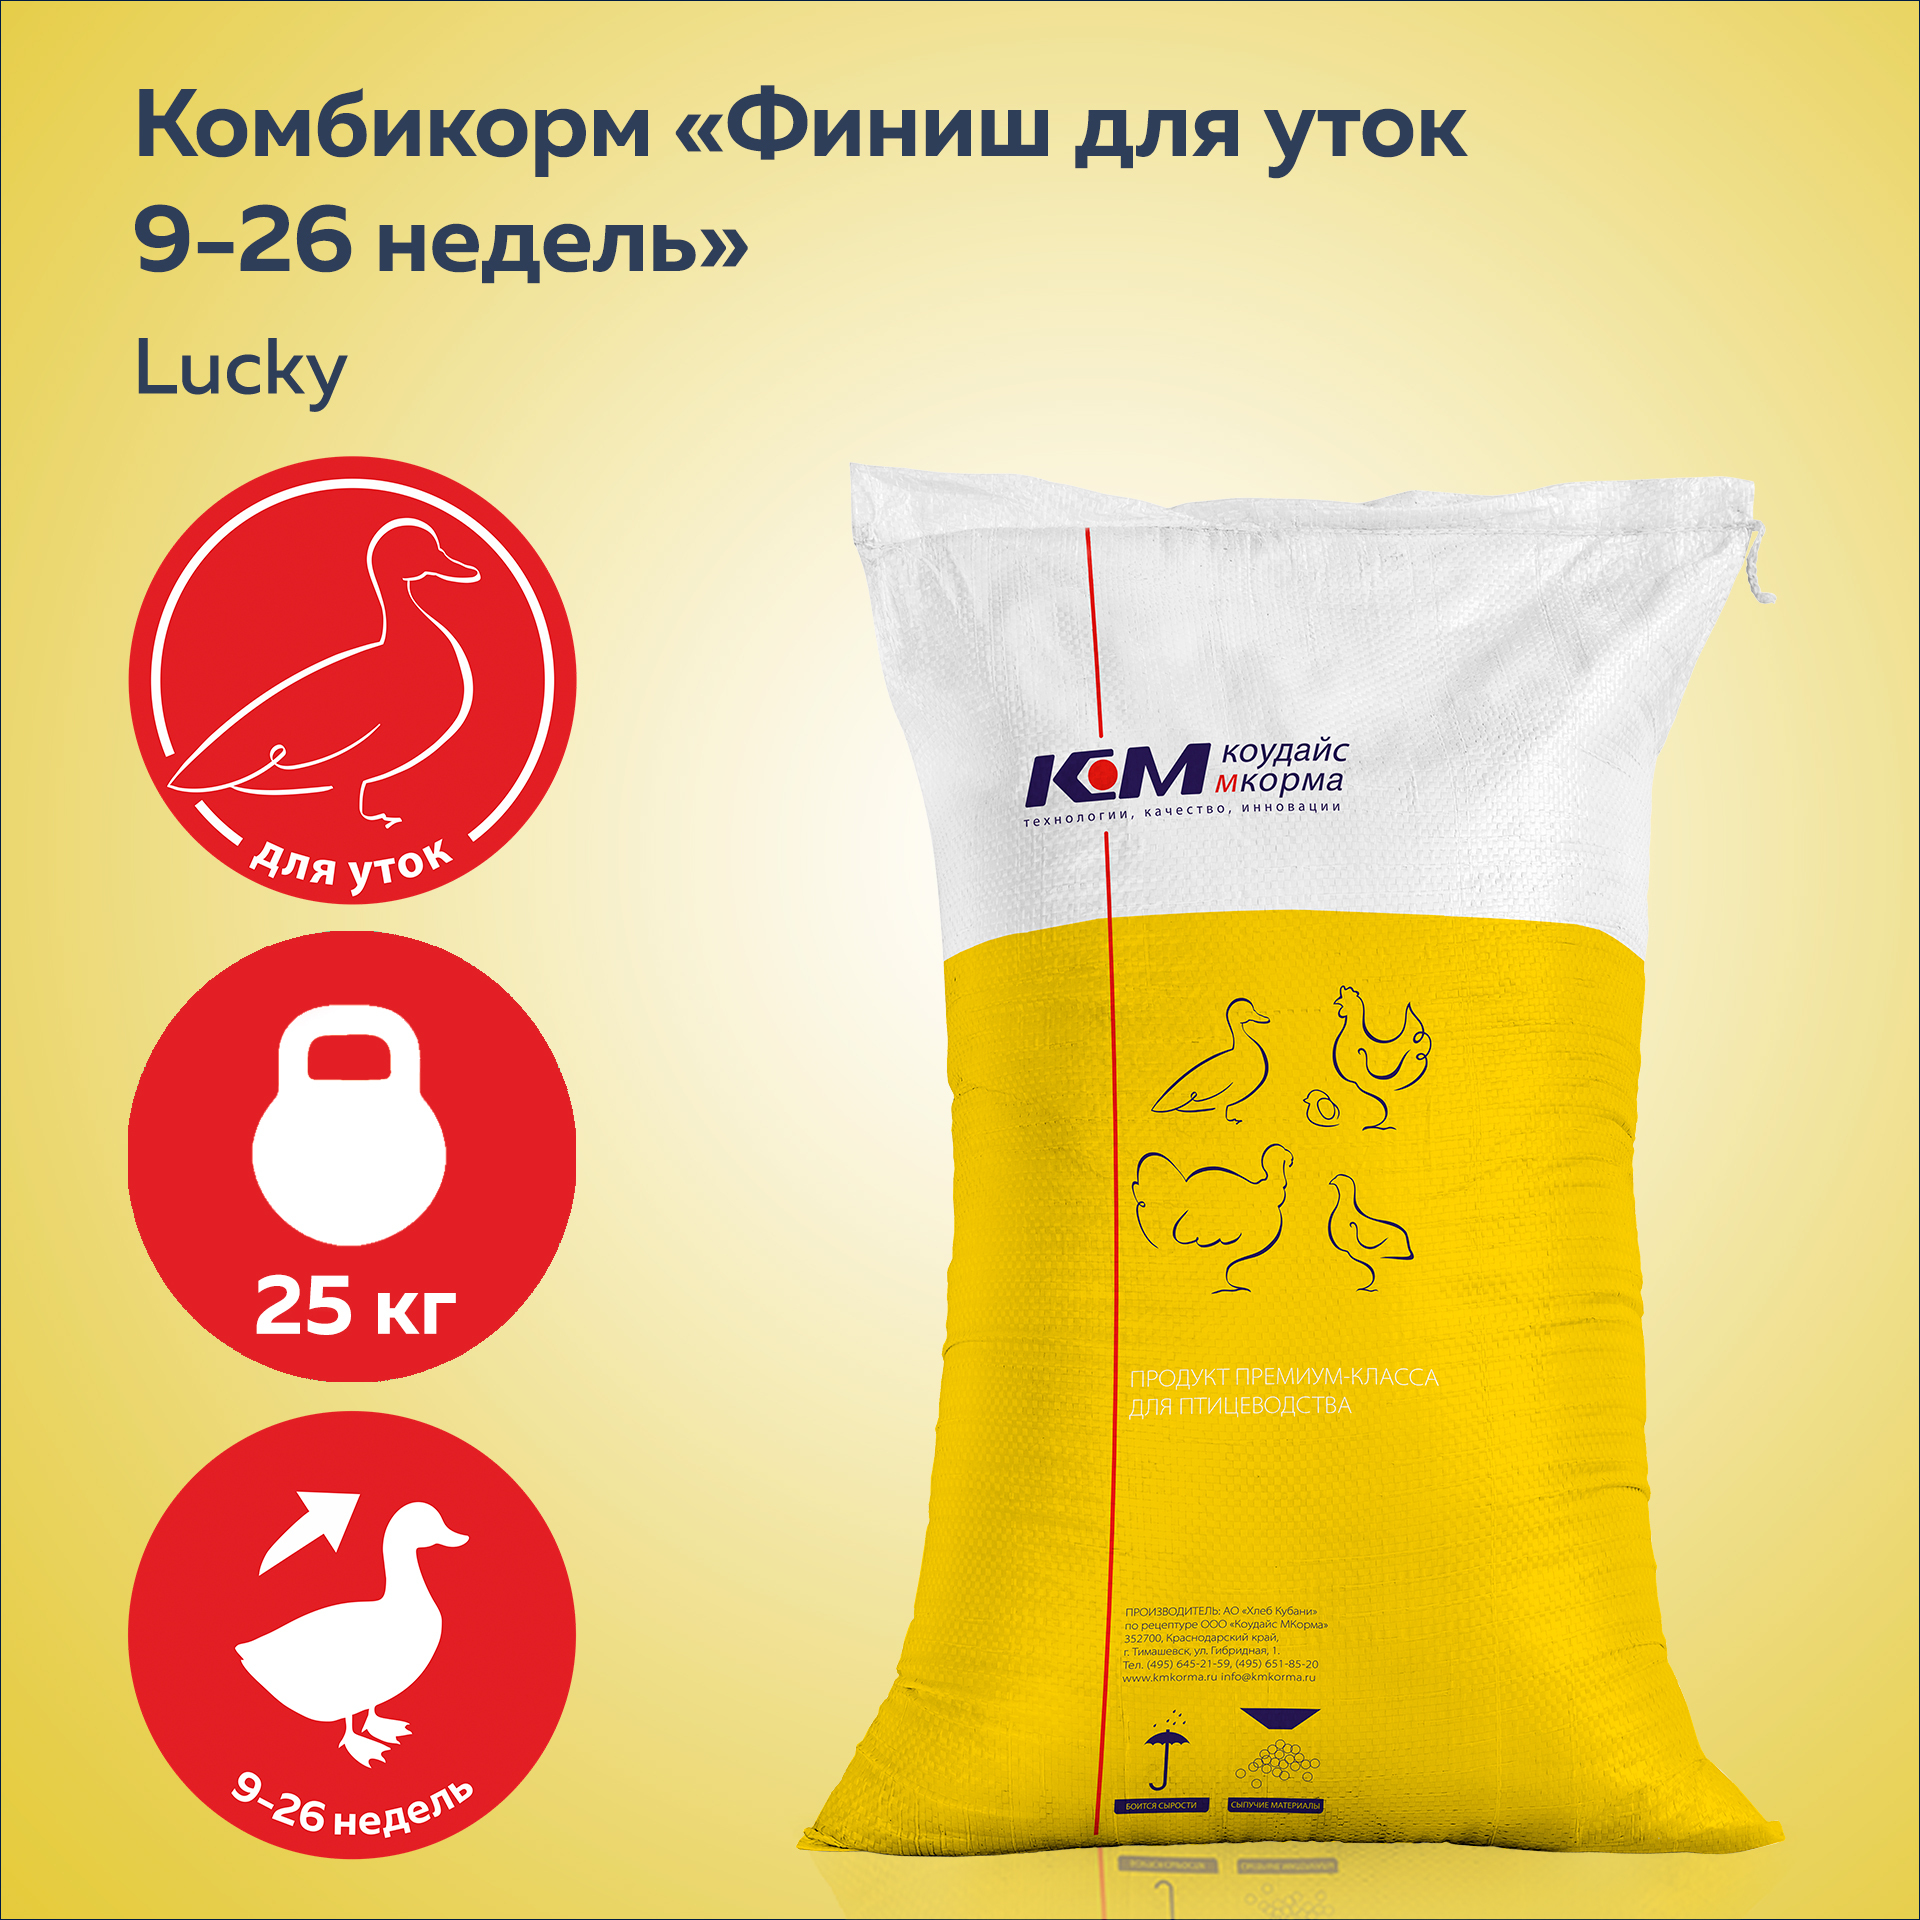 Комбикорм «Финиш для уток
9-26 недель»
Lucky
для уток
25 кг
9-26 недель
КМ коудайс
мкорма
технологии, качество, инновации
ПРОДУКТ ПРЕМИУМ-КЛАССА
ДЛЯ ПТИЦЕВОДСТВА
ПРОИЗВОДИТЕЛЬ: АО «Хлеб Кубани»
по рецептуре ООО «Коудайс МКорма»
352700, Краснодарский край,
г. Тимашевск, ул. Гибридная, 1.
Тел. (495) 645-21-59, (495) 651-85-20
www.kmkorma.ru info@kmkorma.ru
БОИТСЯ СЫРОСТИ
СЫПУЧИЕ МАТЕРИАЛЫ